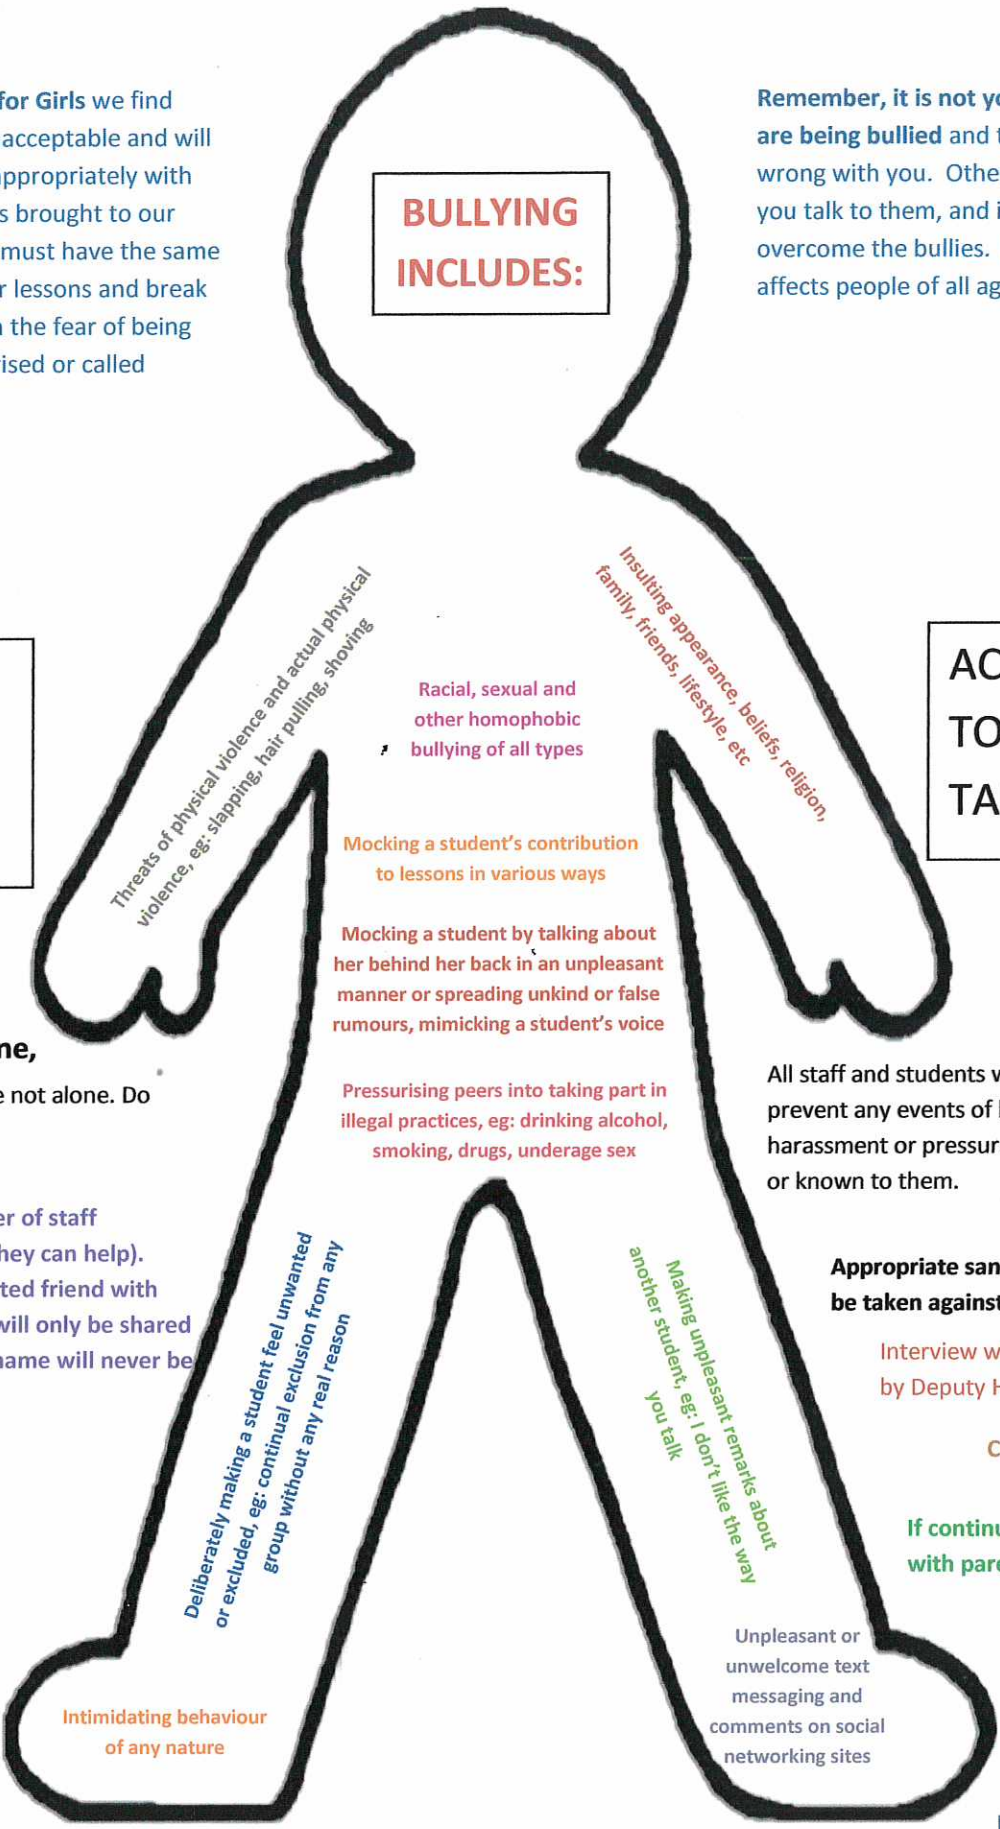 for Girls we find
acceptable and will
appropriately with
s brought to our
must have the same
r lessons and break
the fear of being
ised or called
BULLYING
INCLUDES:
Remember, it is not
are being bullied and
wrong with you. Othe
you talk to them, and i
overcome the bullies.
affects people of all ag
Threats of physical violence and actual physical
violence, eg: slapping, hair pulling, shoving
Racial, sexual and
other homophobic
bullying of all types
Insulting appearance, beliefs, religion,
family, friends, lifestyle, etc
AC
TO
TA
Mocking a student's contribution
to lessons in various ways
Mocking a student by talking about
her behind her back in an unpleasant
manner or spreading unkind or false
rumours, mimicking a student's voice
Pressurising peers into taking part in
illegal practices, eg: drinking alcohol,
smoking, drugs, underage sex
ne,
e not alone. Do
er of staff
hey can help).
ted friend with
will only be shared
name will never be
All staff and students
prevent any events of
harassment or pressur
or known to them.
Appropriate san
be taken against
Interview w
by Deputy H
C
If continu
with pare
Deliberately making a student feel unwanted
or excluded, eg: continual exclusion from any
group without any real reason
Making unpleasant remarks about
another student, eg: I don't like the way
you talk
Intimidating behaviour
of any nature
Unpleasant or
unwelcome text
messaging and
comments on social
networking sites